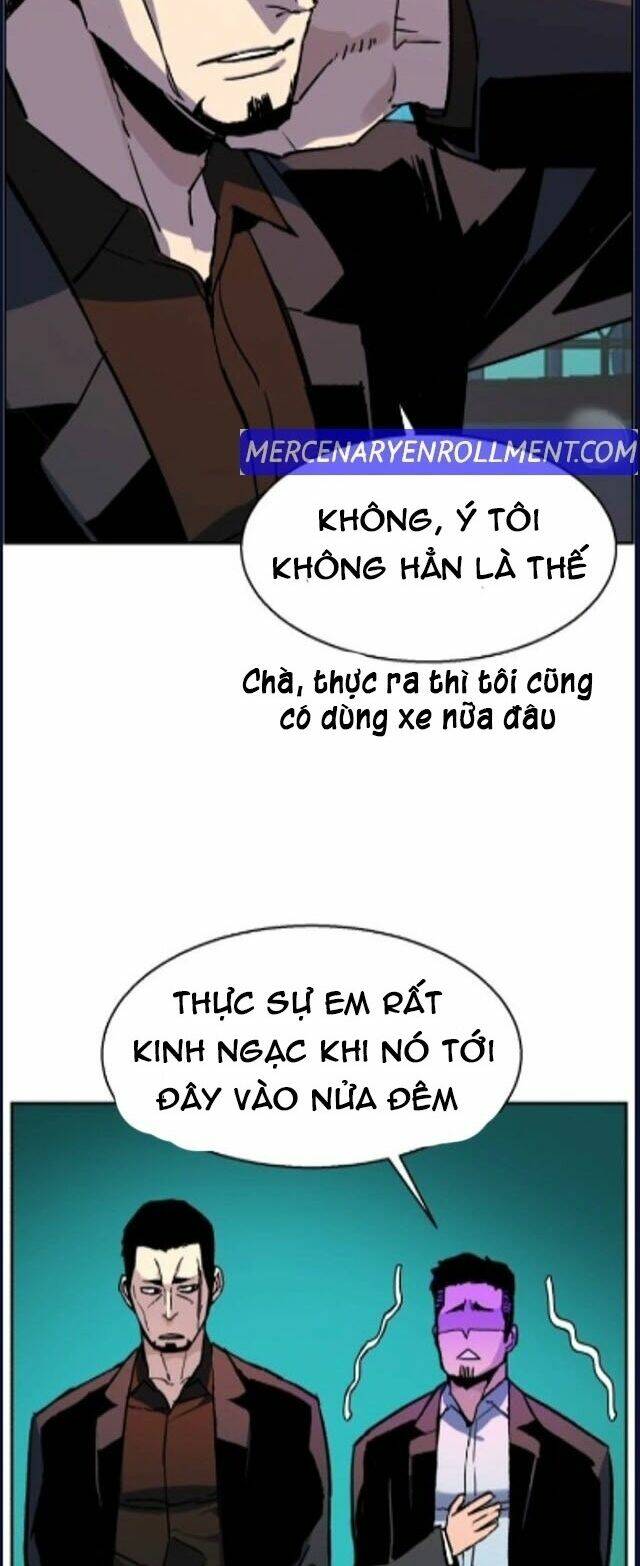 MERCENARYENROLLMENT.COM
KHÔNG, Ý TÔI
KHÔNG HẲN LÀ THẾ
Chà, thực ra thì tôi cũng
có dùng xe nữa đâu
THỰC SỰ EM RẤT
KINH NGẠC KHI NÓ TỚI
ĐÂY VÀO NỬA ĐÊM